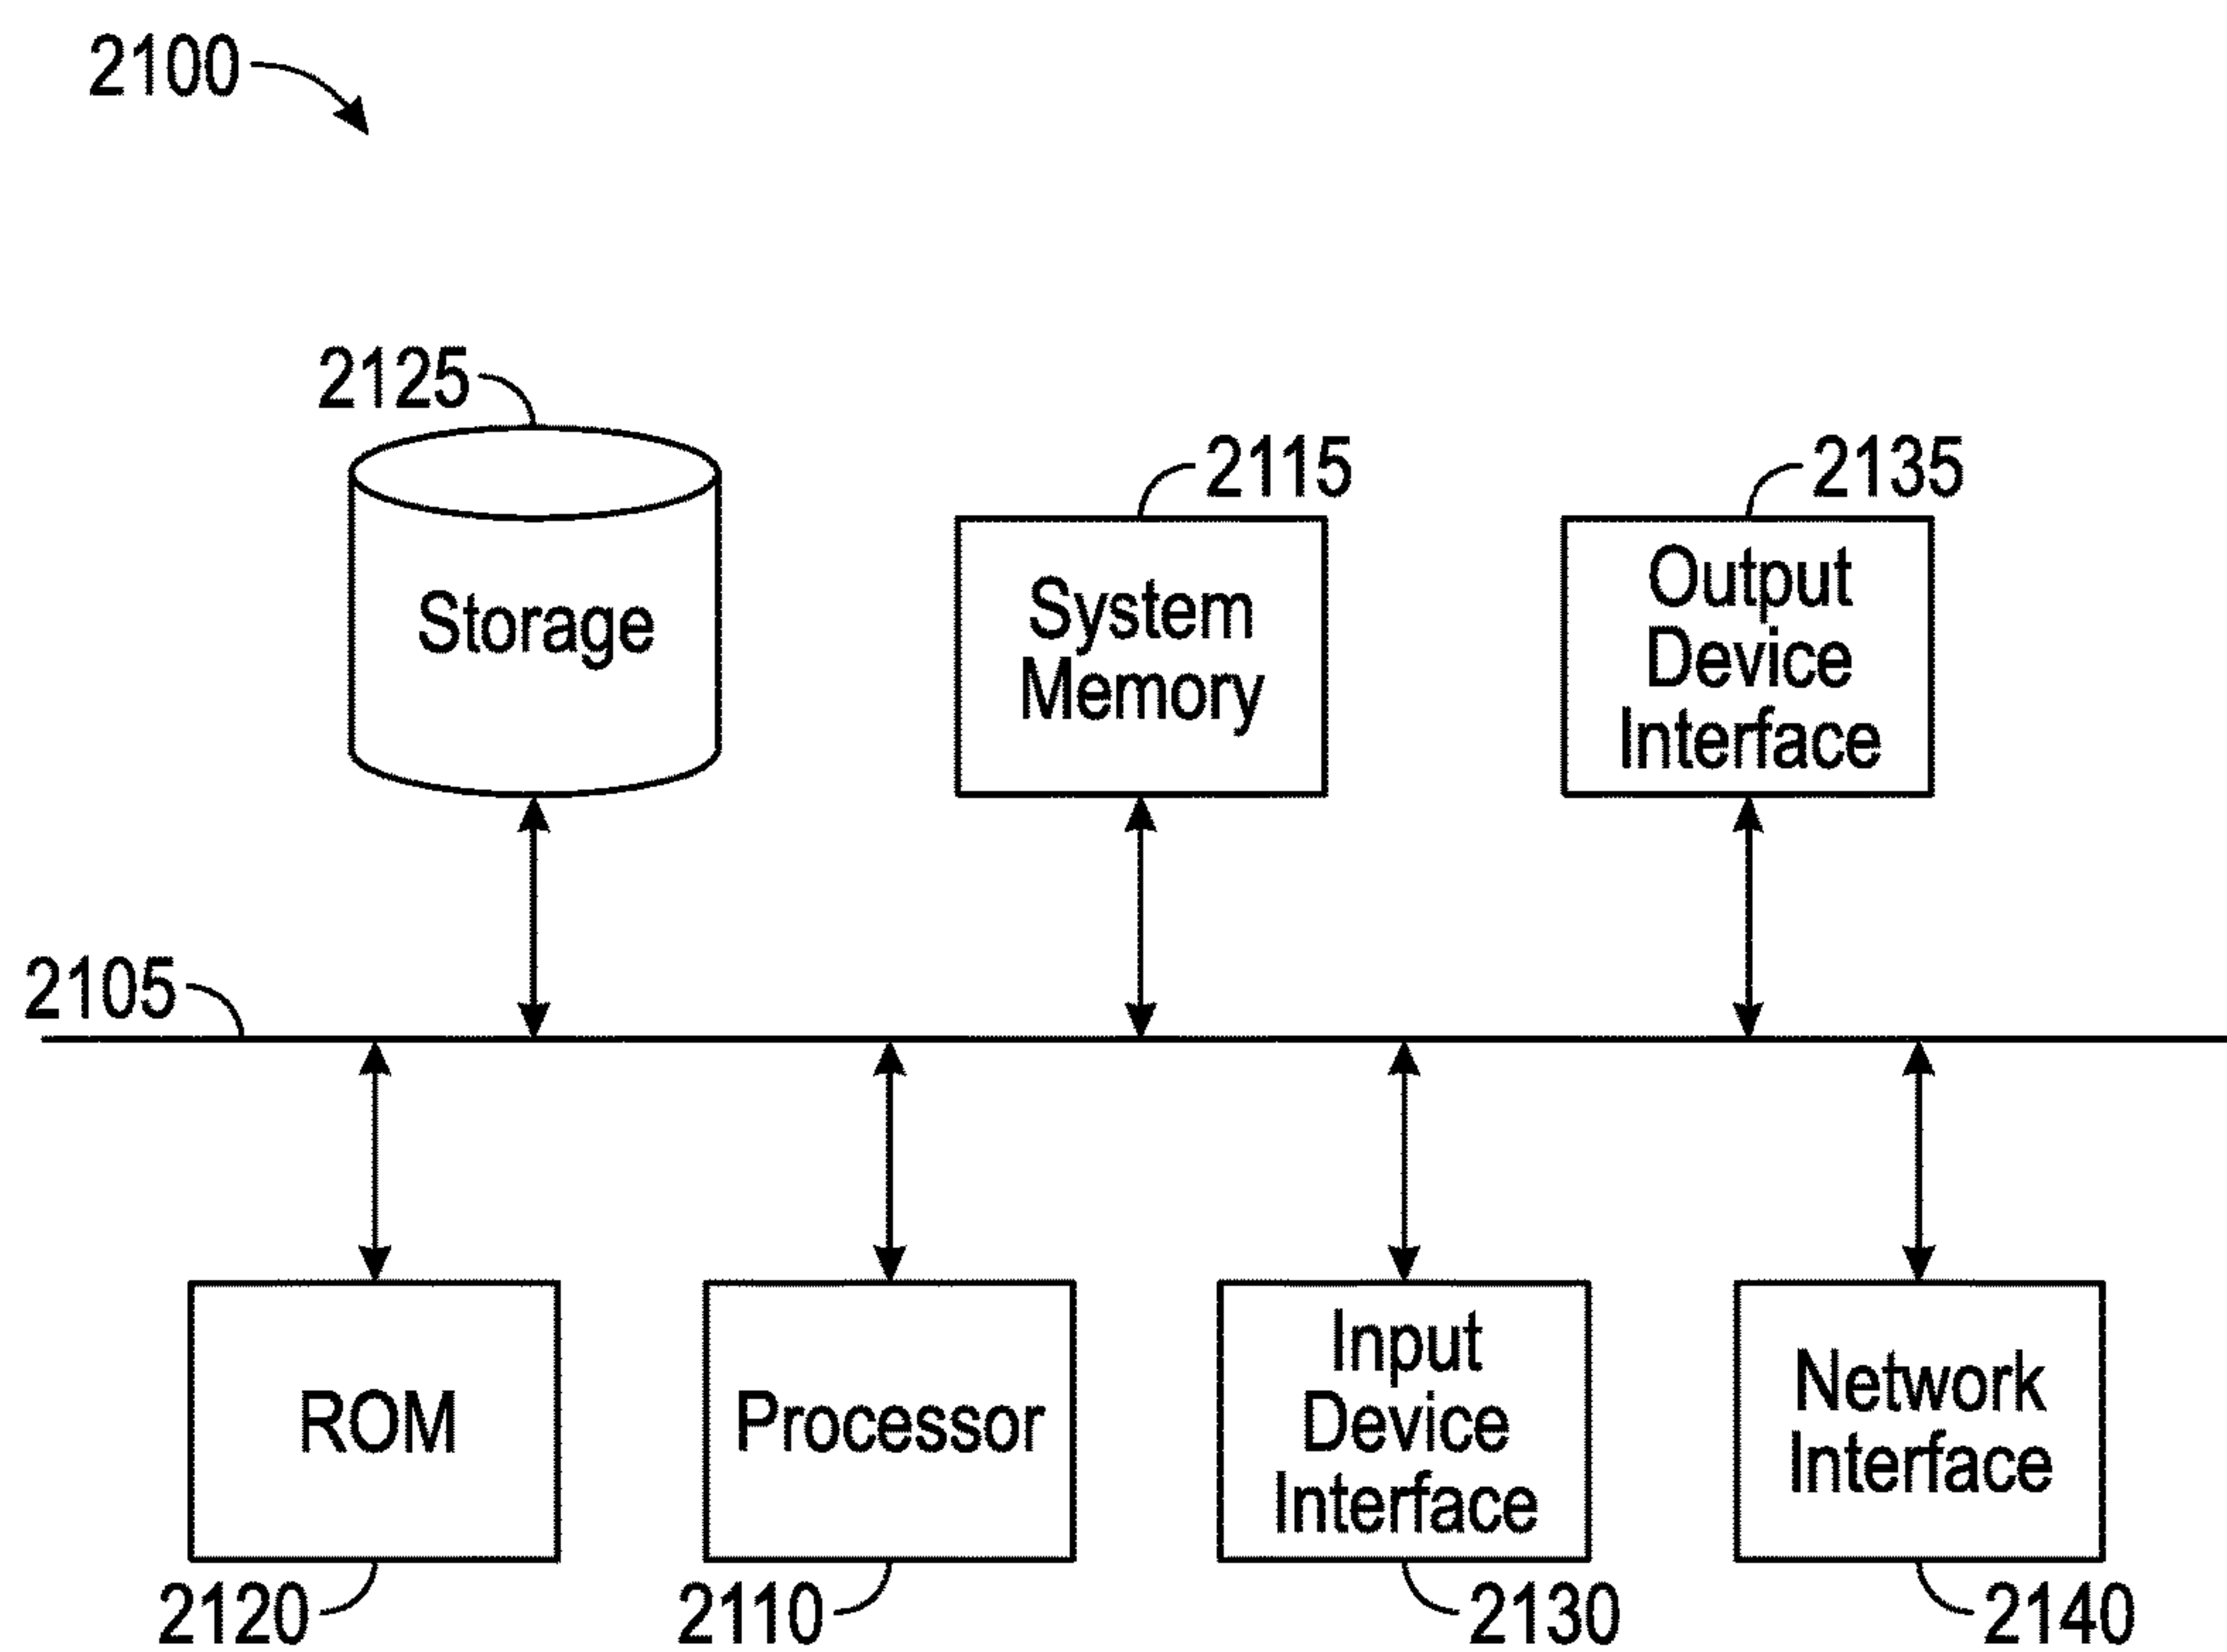 2100
2125
Storage
2115
System
Memory
2135
Output
Device
Interface
2105
ROM
2120
Processor
2110
Input
Device
Interface
2130
Network
Interface
2140